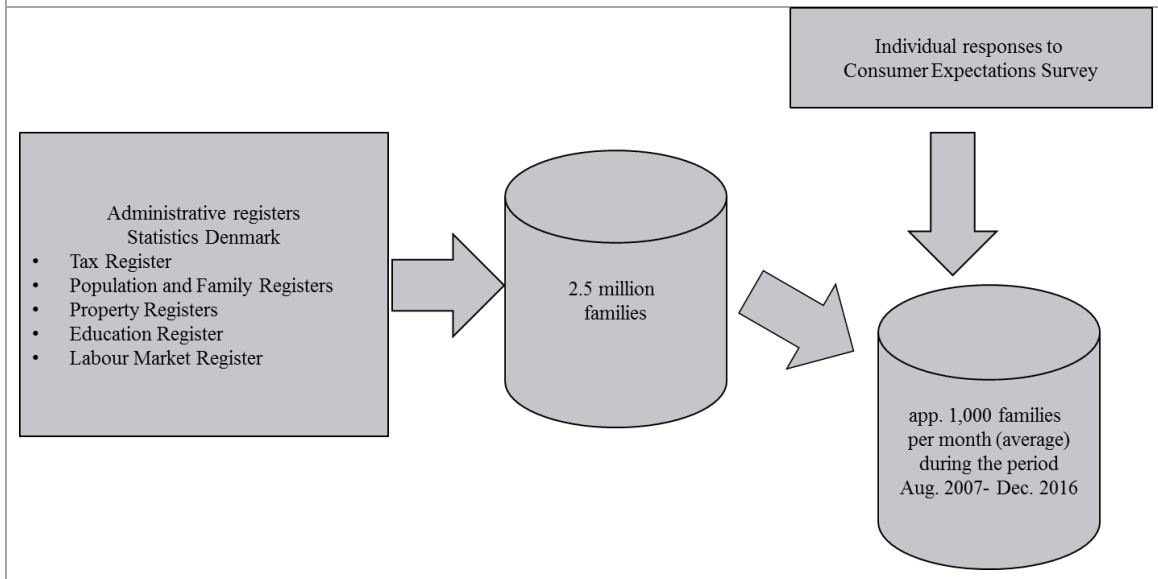 Individual responses to
Consumer Expectations Survey
Administrative registers
Statistics Denmark
• Tax Register
• Population and Family Registers
• Property Registers
• Education Register
• Labour Market Register
2.5 million
families
app. 1,000 families
per month (average)
during the period
Aug. 2007- Dec. 2016